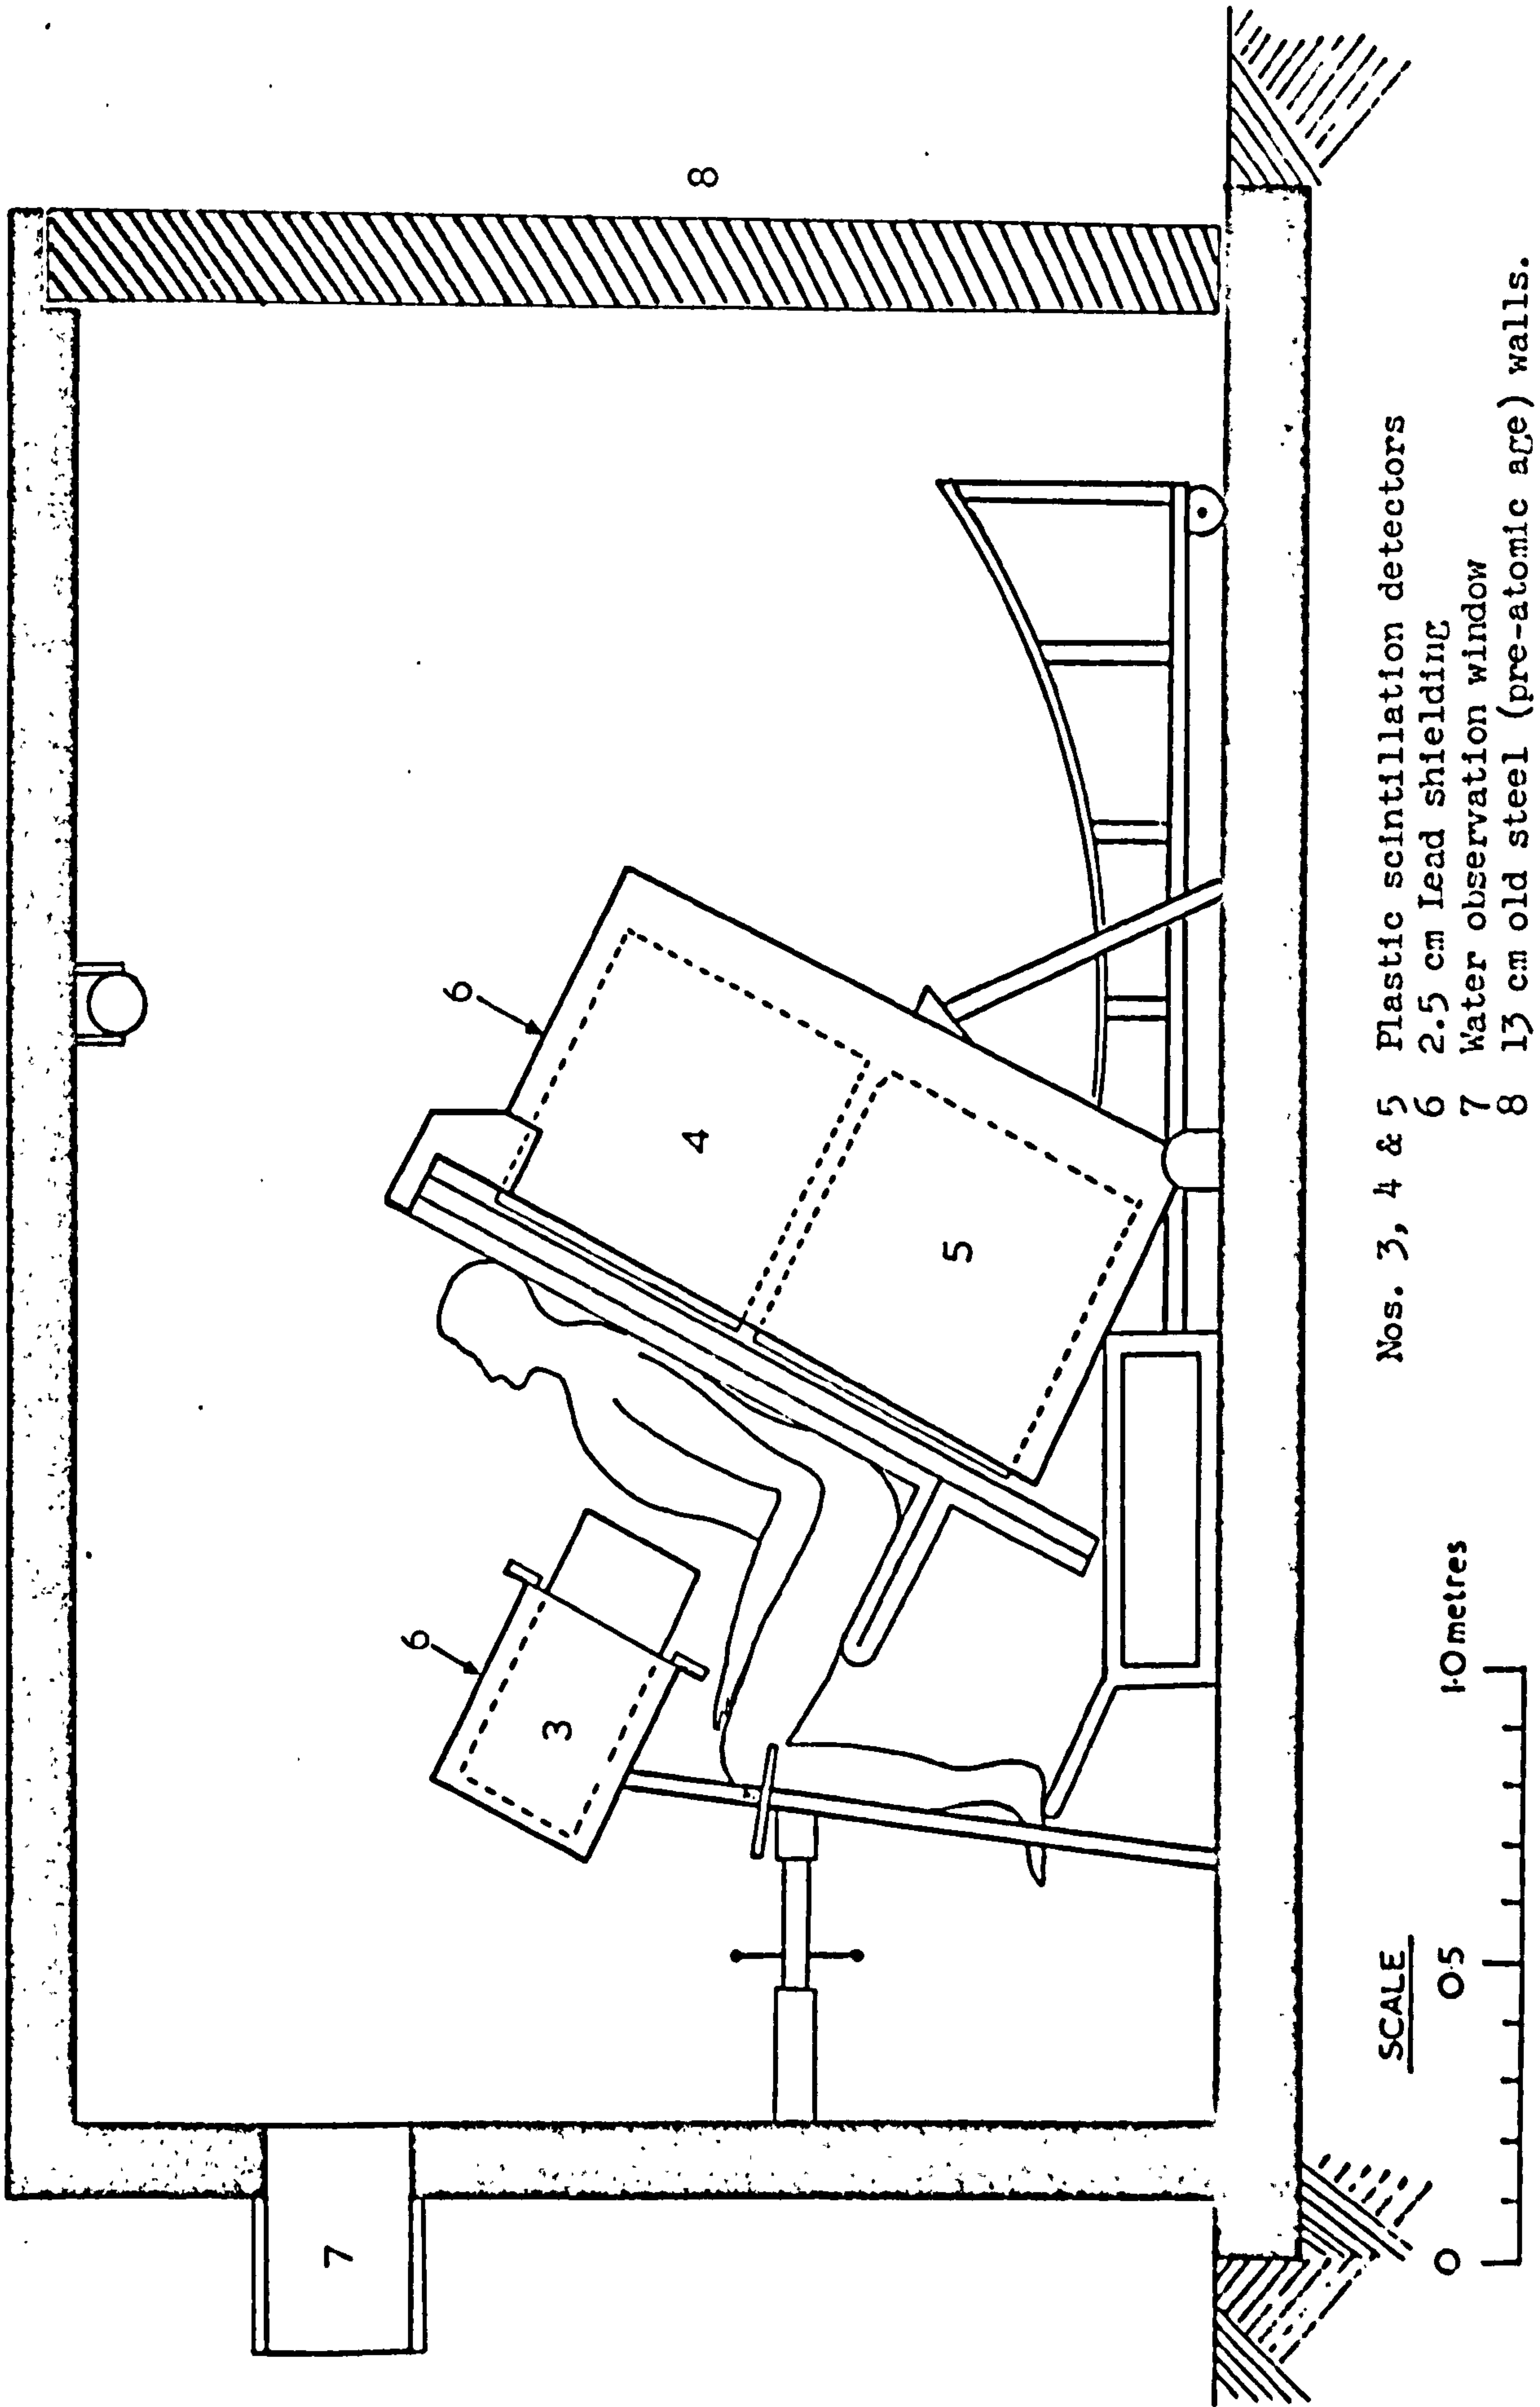 8
6
6
4
3
5
7
Nos. 3, 4 & 5 Plastic scintillation detectors
6 2.5 cm Lead shielding
7 Water observation window
8 13 cm old steel (pre-atomic age) walls.
SCALE
0 0·5 1·0 metres